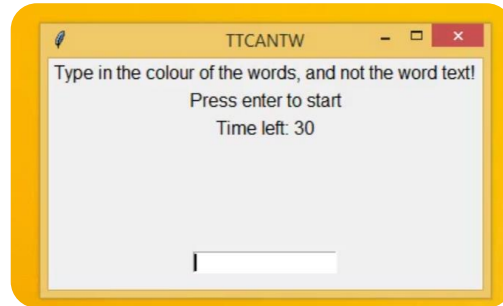 TTCANTW
Type in the colour of the words, and not the word text!
Press enter to start
Time left: 30